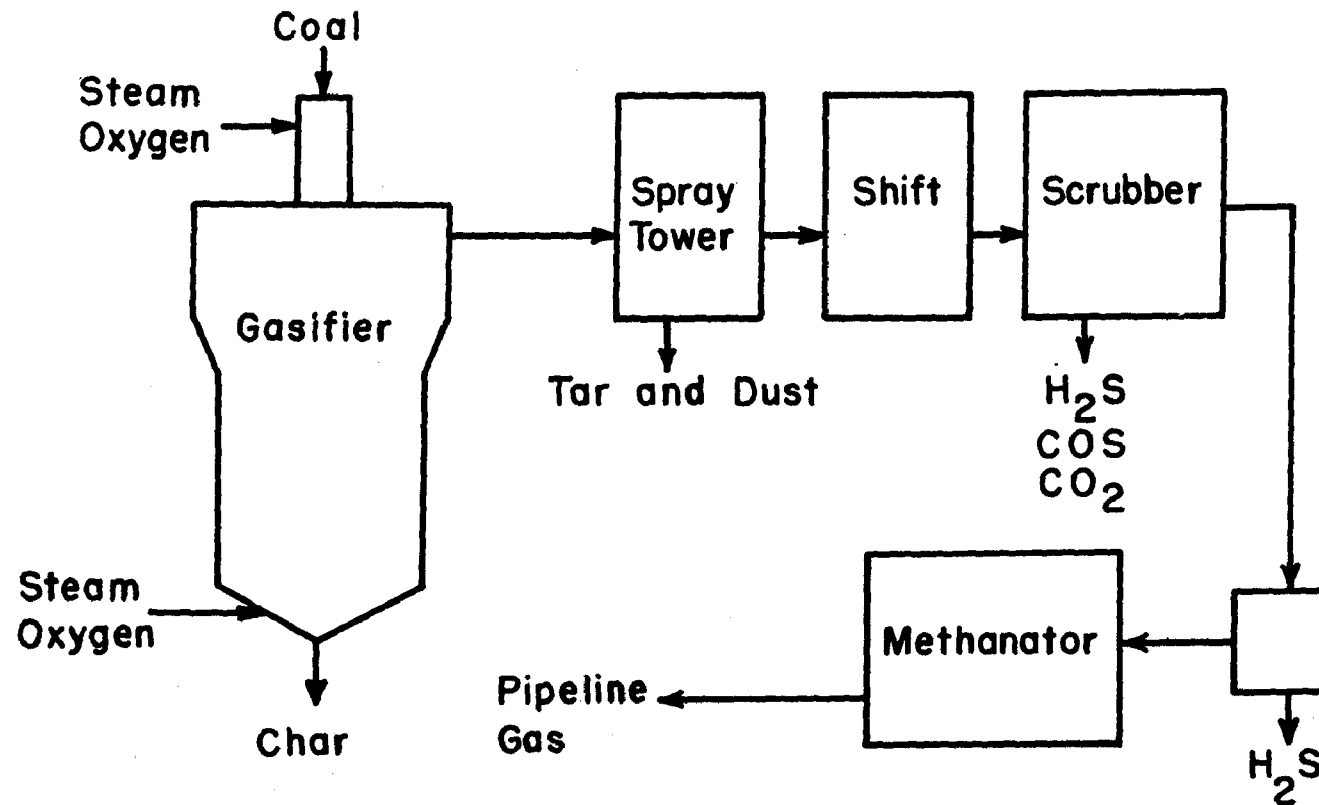 Coal
Steam
Oxygen
Gasifier
Steam
Oxygen
Char
Spray
Tower
Tar and Dust
Shift
Scrubber
H₂S
COS
CO₂
H₂S
Methanator
Pipeline
Gas